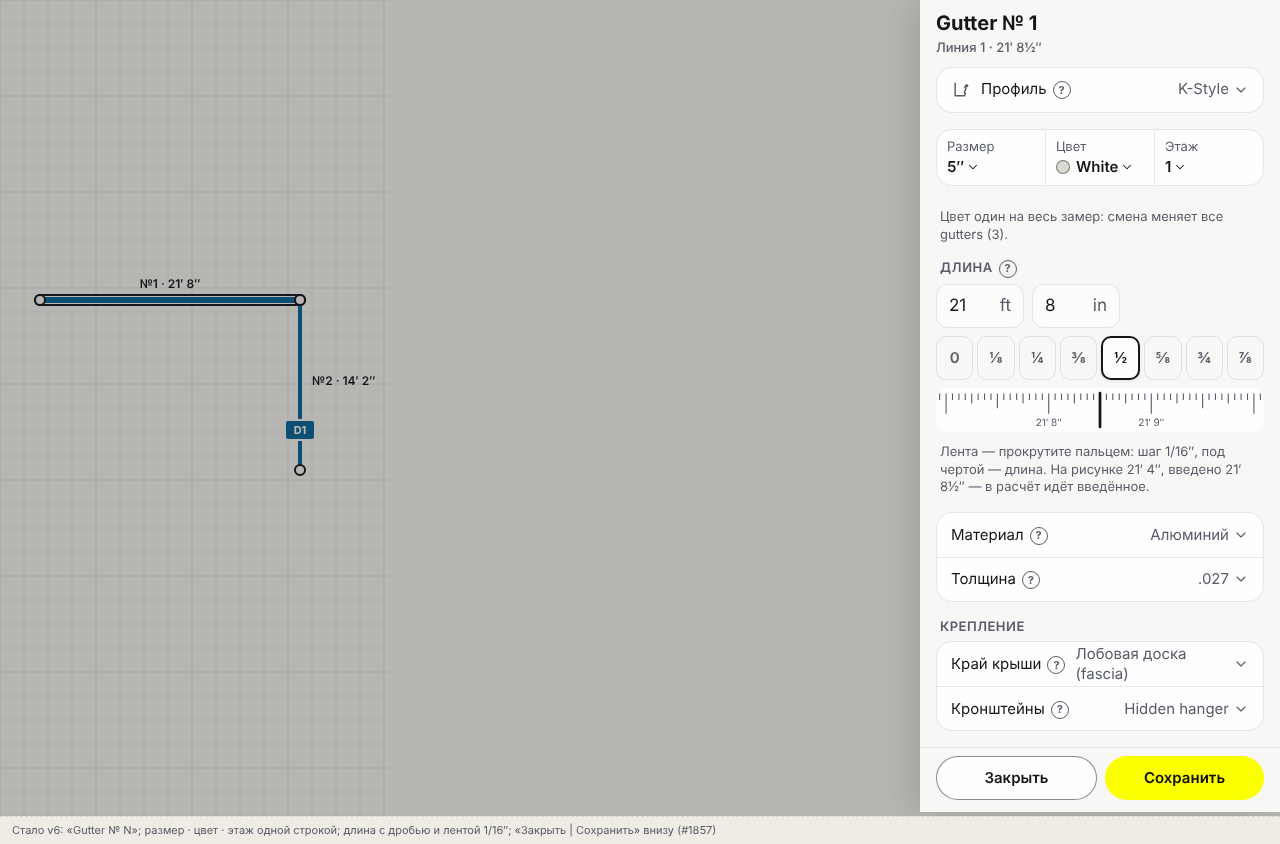 Gutter № 1
Линия 1 · 21′ 8½″
Профиль ? K-Style
Размер Цвет Этаж
5″ White 1
Цвет один на весь замер: смена меняет все
gutters (3).
ДЛИНА ?
21 ft 8 in
0 ⅛ ¼ ⅜ ½ ⅝ ¾ ⅞
21′ 8″ 21′ 9″
Лента — прокрутите пальцем: шаг 1/16″, под
чертой — длина. На рисунке 21′ 4″, введено 21′
8½″ — в расчёт идёт введённое.
Материал ? Алюминий
Толщина ? .027
КРЕПЛЕНИЕ
Край крыши ? Лобовая доска
(fascia)
Кронштейны ? Hidden hanger
Закрыть Сохранить
№1 · 21′ 8″
№2 · 14′ 2″
D1
Стало v6: «Gutter № N»; размер · цвет · этаж одной строкой; длина с дробью и лентой 1/16″; «Закрыть | Сохранить» внизу (#1857)